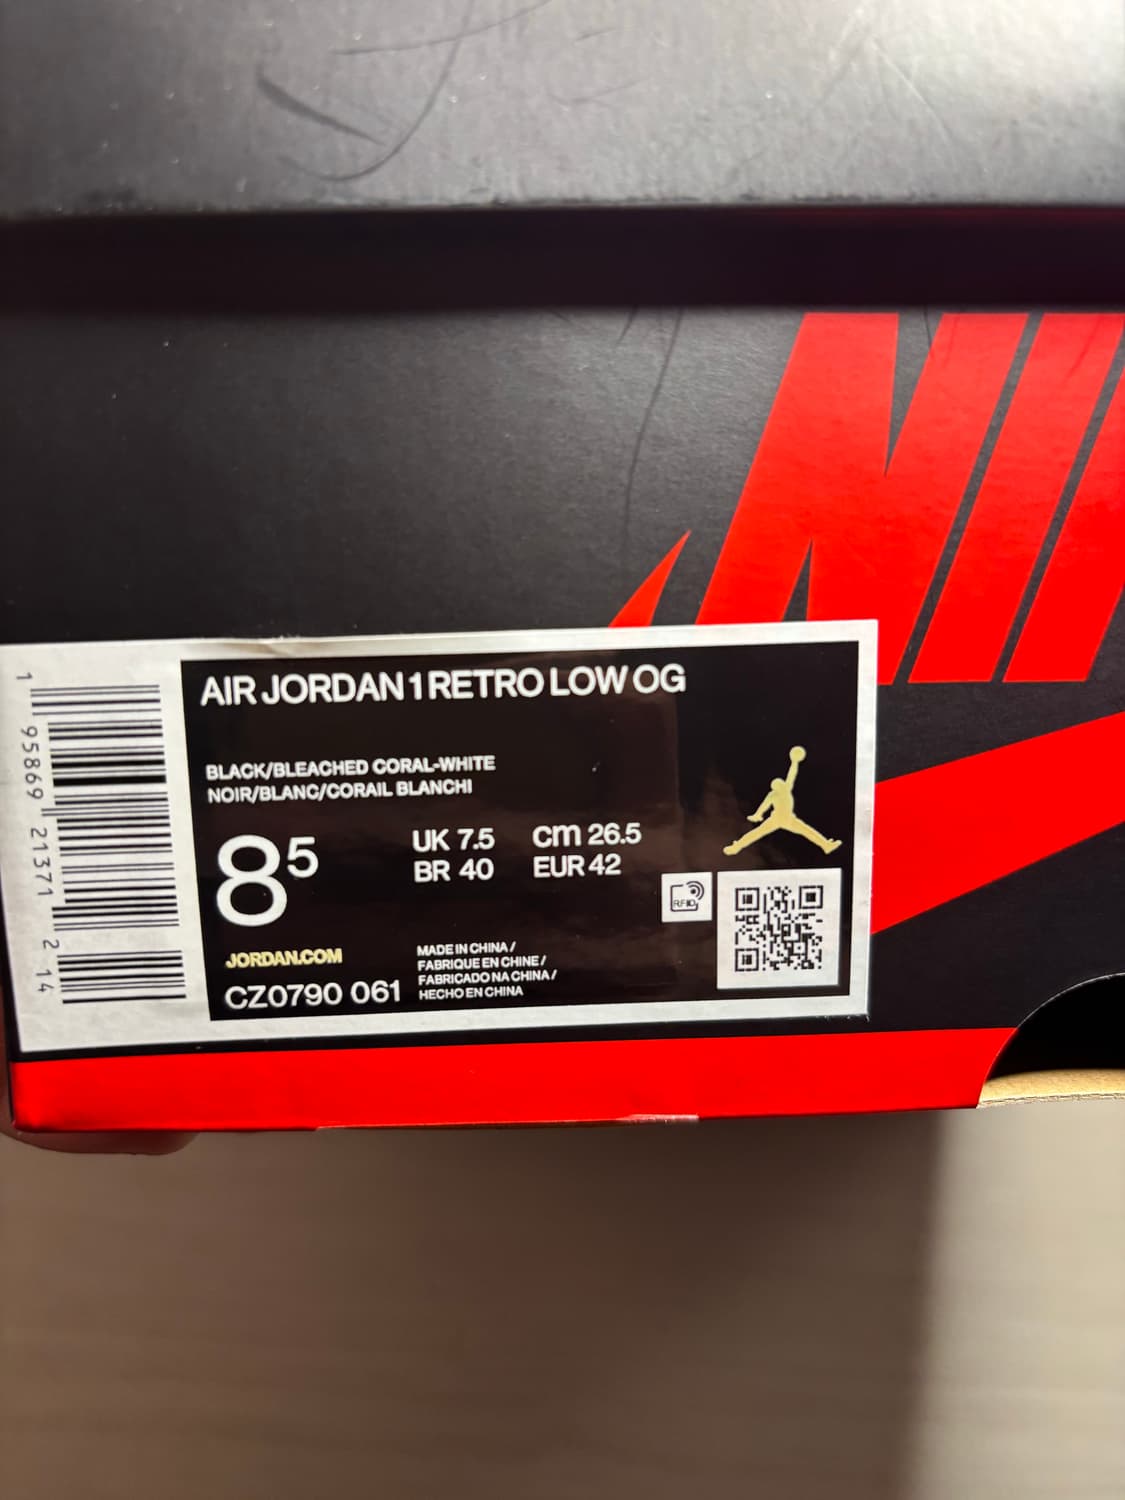 NIK
AIR JORDAN 1 RETRO LOW OG
BLACK/BLEACHED CORAL-WHITE
NOIR/BLANC/CORAIL BLANCHI
8⁵
UK 7.5 cm 26.5
BR 40 EUR 42
RFID
JORDAN.COM
CZ0790 061
MADE IN CHINA /
FABRIQUE EN CHINE /
FABRICADO NA CHINA /
HECHO EN CHINA
1 95869 21371 2 14